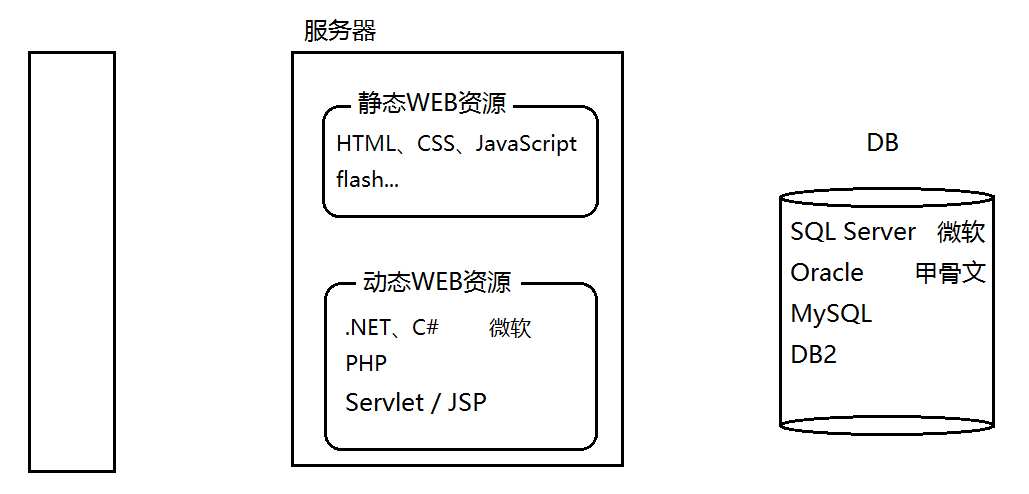 服务器
静态WEB资源
HTML、CSS、JavaScript
flash...
动态WEB资源
.NET、C# 微软
PHP
Servlet / JSP
DB
SQL Server 微软
Oracle 甲骨文
MySQL
DB2